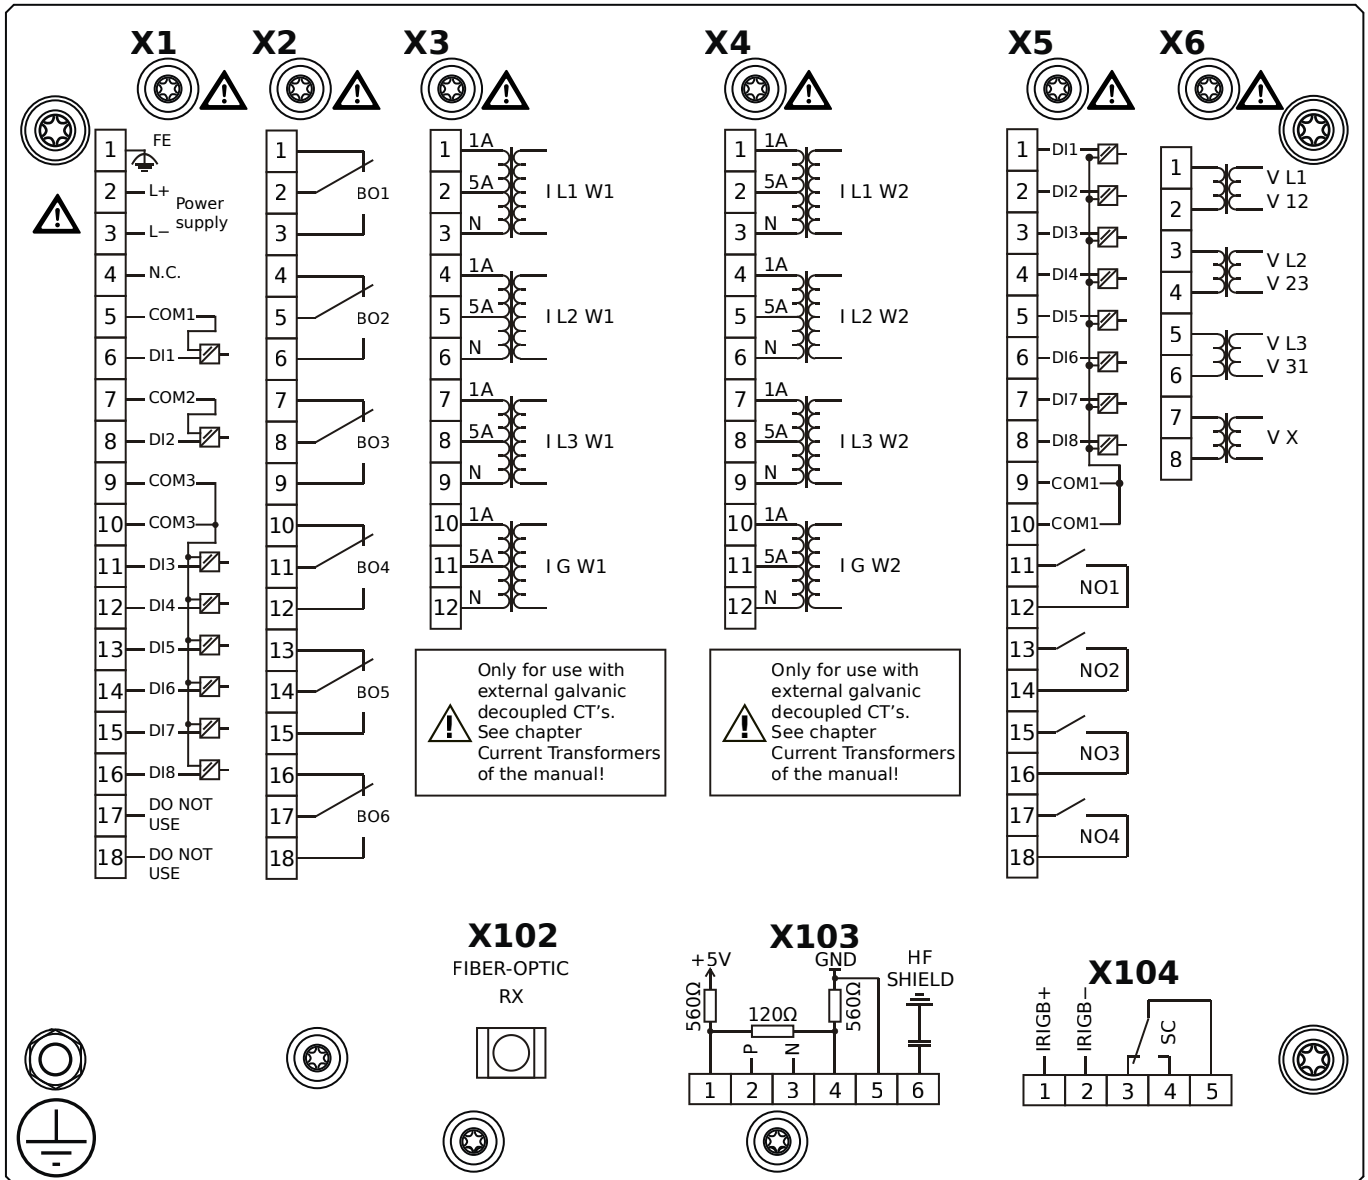 X1
X2
X3
X4
X5
X6
1
FE
2
L+
Power
supply
3
L−
4
N.C.
5
COM1
6
DI1
7
COM2
8
DI2
9
COM3
10
COM3
11
DI3
12
DI4
13
DI5
14
DI6
15
DI7
16
DI8
17
DO NOT
USE
18
DO NOT
USE
1
2
BO1
3
4
5
BO2
6
7
8
BO3
9
10
11
BO4
12
13
14
BO5
15
16
17
BO6
18
1
1A
2
5A
I L1 W1
3
N
4
1A
5
5A
I L2 W1
6
N
7
1A
8
5A
I L3 W1
9
N
10
1A
11
5A
I G W1
12
N
Only for use with
external galvanic
decoupled CT's.
See chapter
Current Transformers
of the manual!
1
1A
2
5A
I L1 W2
3
N
4
1A
5
5A
I L2 W2
6
N
7
1A
8
5A
I L3 W2
9
N
10
1A
11
5A
I G W2
12
N
Only for use with
external galvanic
decoupled CT's.
See chapter
Current Transformers
of the manual!
1
DI1
2
DI2
3
DI3
4
DI4
5
DI5
6
DI6
7
DI7
8
DI8
9
COM1
10
COM1
11
NO1
12
13
NO2
14
15
NO3
16
17
NO4
18
1
V L1
V 12
2
3
V L2
V 23
4
5
V L3
V 31
6
7
V X
8
X102
FIBER-OPTIC
RX
X103
+5V
GND
HF
SHIELD
560Ω
120Ω
560Ω
P
N
1 2 3 4 5 6
X104
IRIGB+
IRIGB−
SC
1 2 3 4 5